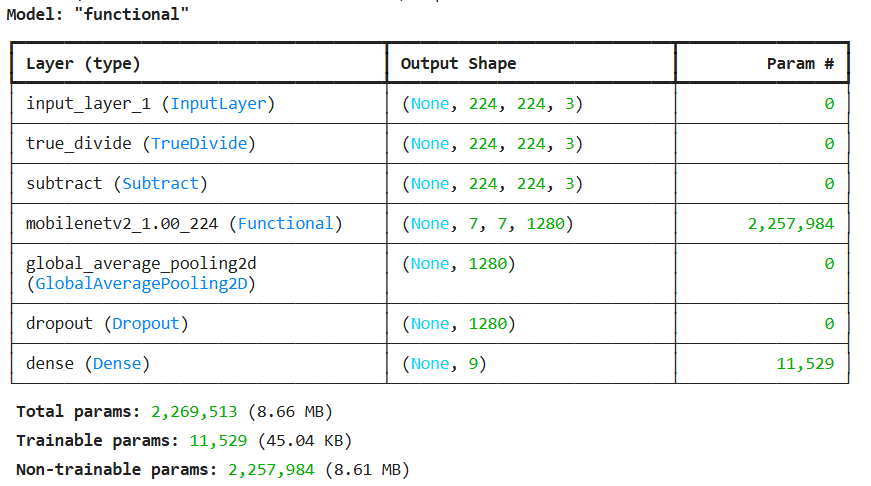 Model: "functional"
Layer (type) Output Shape Param #
input_layer_1 (InputLayer) (None, 224, 224, 3) 0
true_divide (TrueDivide) (None, 224, 224, 3) 0
subtract (Subtract) (None, 224, 224, 3) 0
mobilenetv2_1.00_224 (Functional) (None, 7, 7, 1280) 2,257,984
global_average_pooling2d (None, 1280) 0
(GlobalAveragePooling2D)
dropout (Dropout) (None, 1280) 0
dense (Dense) (None, 9) 11,529
Total params: 2,269,513 (8.66 MB)
Trainable params: 11,529 (45.04 KB)
Non-trainable params: 2,257,984 (8.61 MB)